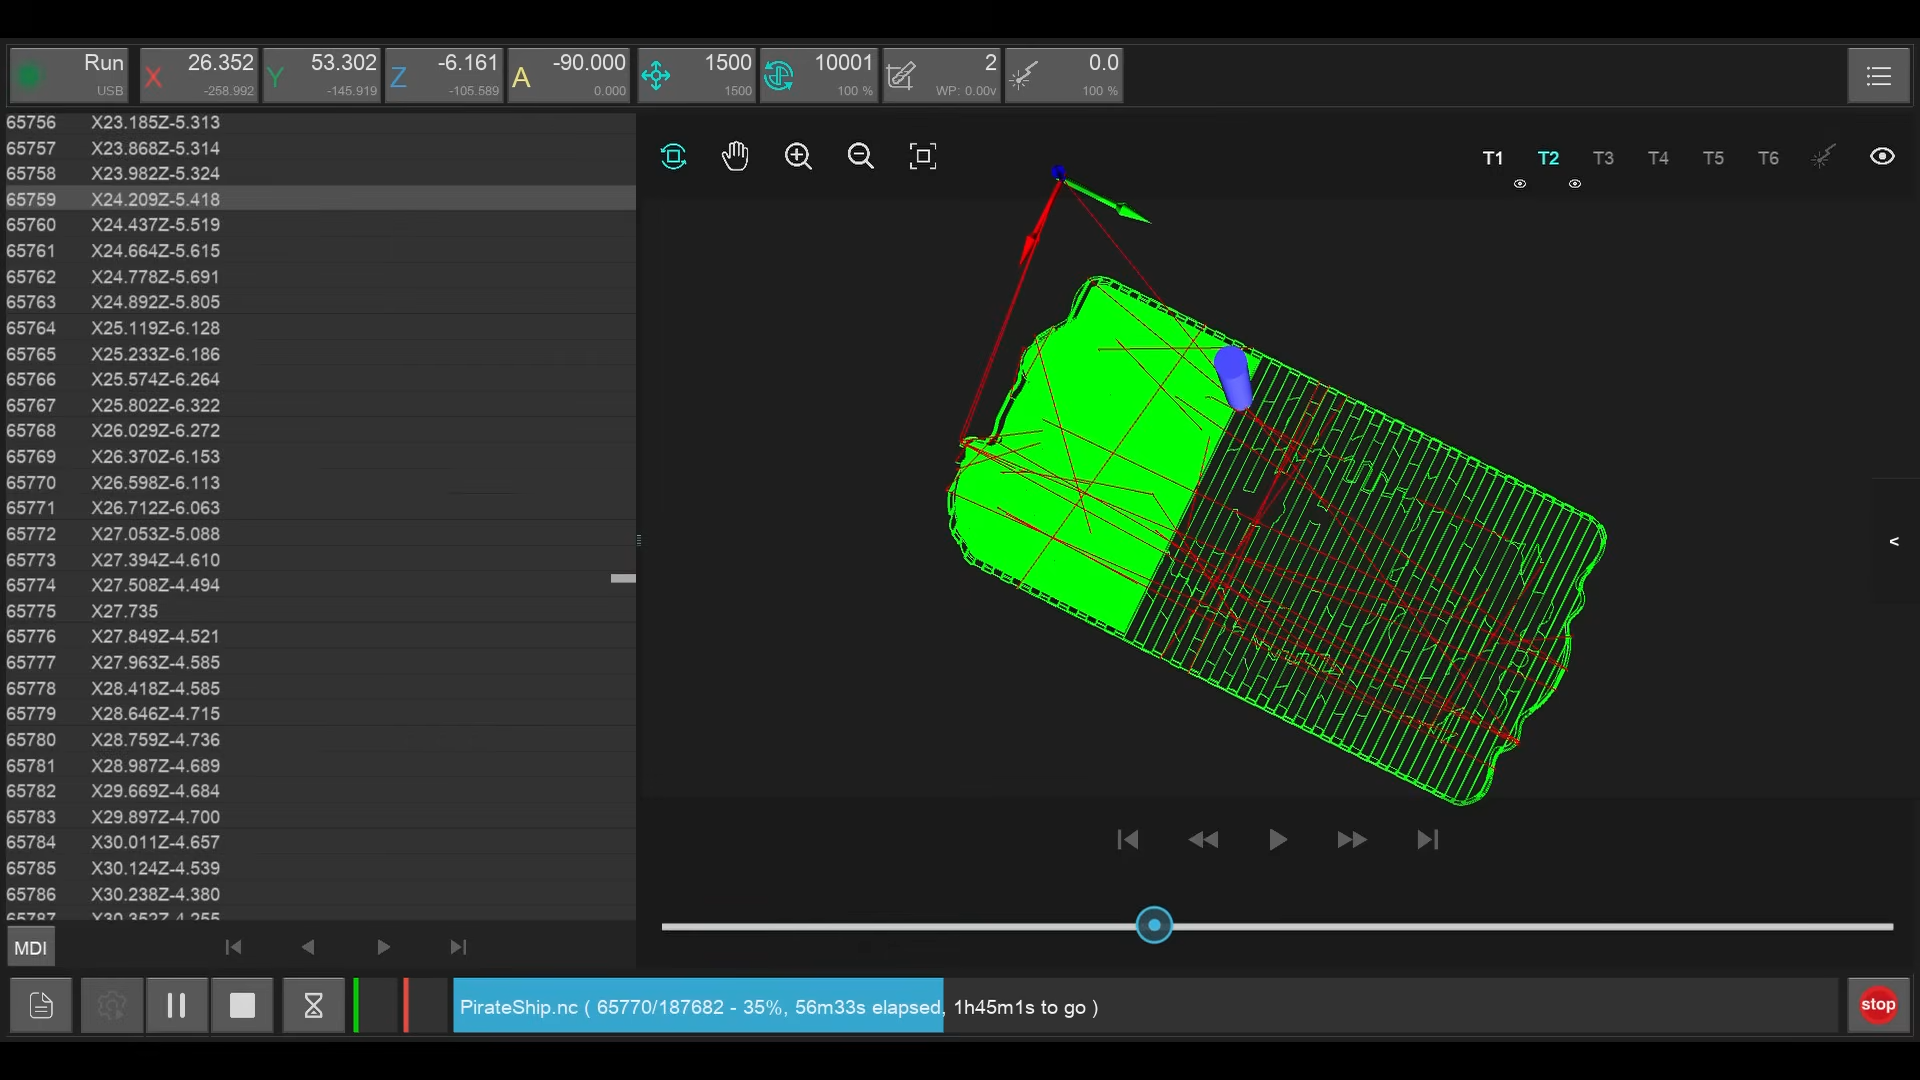 Run
USB
X 26.352
-258.992
Y 53.302
-145.919
Z -6.161
-105.589
A -90.000
0.000
1500
1500
10001
100 %
2
WP: 0.00v
0.0
100 %
T1 T2 T3 T4 T5 T6
65756 X23.185Z-5.313
65757 X23.868Z-5.314
65758 X23.982Z-5.324
65759 X24.209Z-5.418
65760 X24.437Z-5.519
65761 X24.664Z-5.615
65762 X24.778Z-5.691
65763 X24.892Z-5.805
65764 X25.119Z-6.128
65765 X25.233Z-6.186
65766 X25.574Z-6.264
65767 X25.802Z-6.322
65768 X26.029Z-6.272
65769 X26.370Z-6.153
65770 X26.598Z-6.113
65771 X26.712Z-6.063
65772 X27.053Z-5.088
65773 X27.394Z-4.610
65774 X27.508Z-4.494
65775 X27.735
65776 X27.849Z-4.521
65777 X27.963Z-4.585
65778 X28.418Z-4.585
65779 X28.646Z-4.715
65780 X28.759Z-4.736
65781 X28.987Z-4.689
65782 X29.669Z-4.684
65783 X29.897Z-4.700
65784 X30.011Z-4.657
65785 X30.124Z-4.539
65786 X30.238Z-4.380
65787 X30.352Z-4.255
<
MDI
PirateShip.nc ( 65770/187682 - 35%, 56m33s elapsed, 1h45m1s to go )
stop